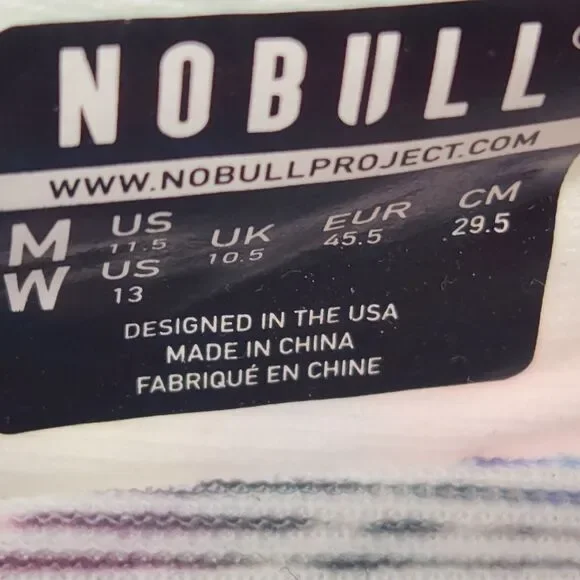 NOBULL
WWW.NOBULLPROJECT.COM
M US 11.5 UK 10.5 EUR 45.5 CM 29.5
W US 13
DESIGNED IN THE USA
MADE IN CHINA
FABRIQUÉ EN CHINE